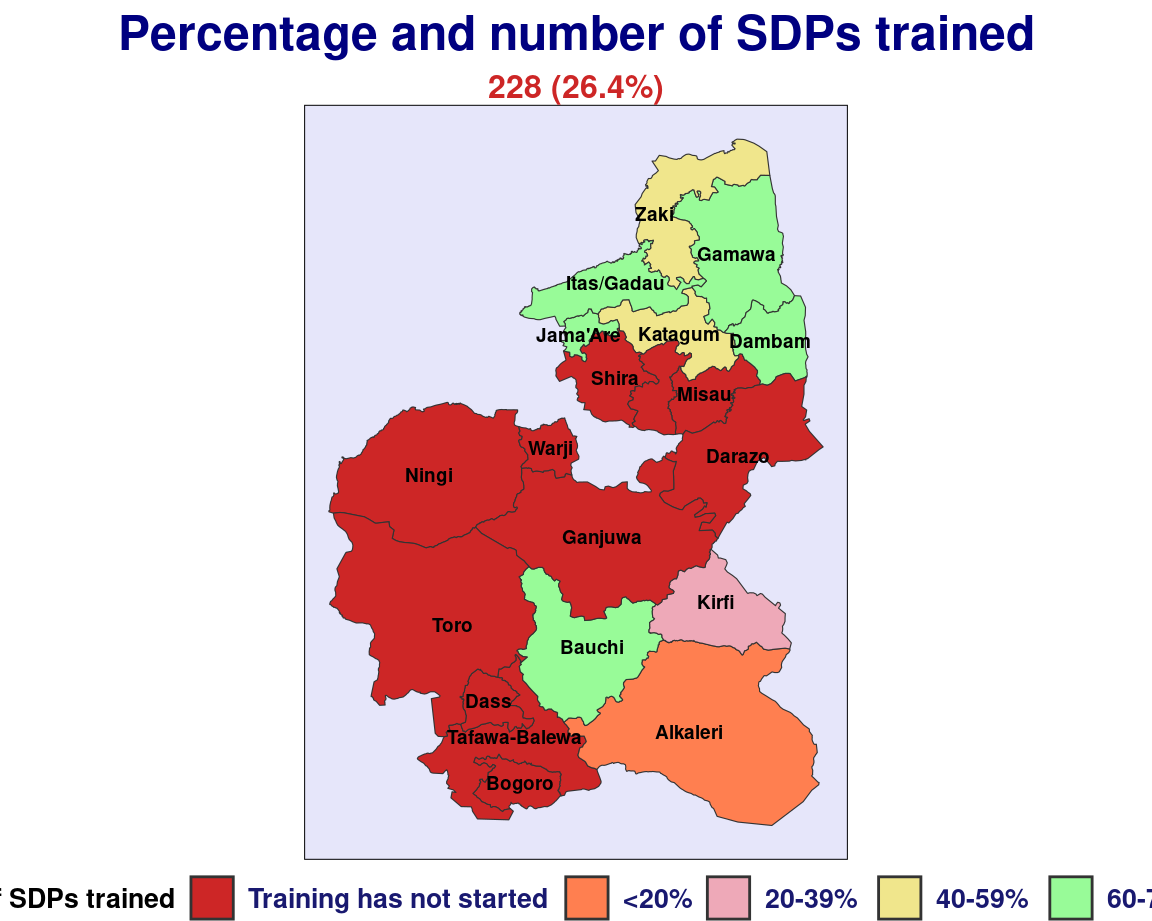 Percentage and number of SDPs trained
228 (26.4%)
Zaki
Gamawa
Itas/Gadau
Jama'Are
Katagum
Dambam
Shira
Misau
Warji
Darazo
Ningi
Ganjuwa
Kirfi
Toro
Bauchi
Dass
Alkaleri
Tafawa-Balewa
Bogoro
SDPs trained Training has not started <20% 20-39% 40-59%